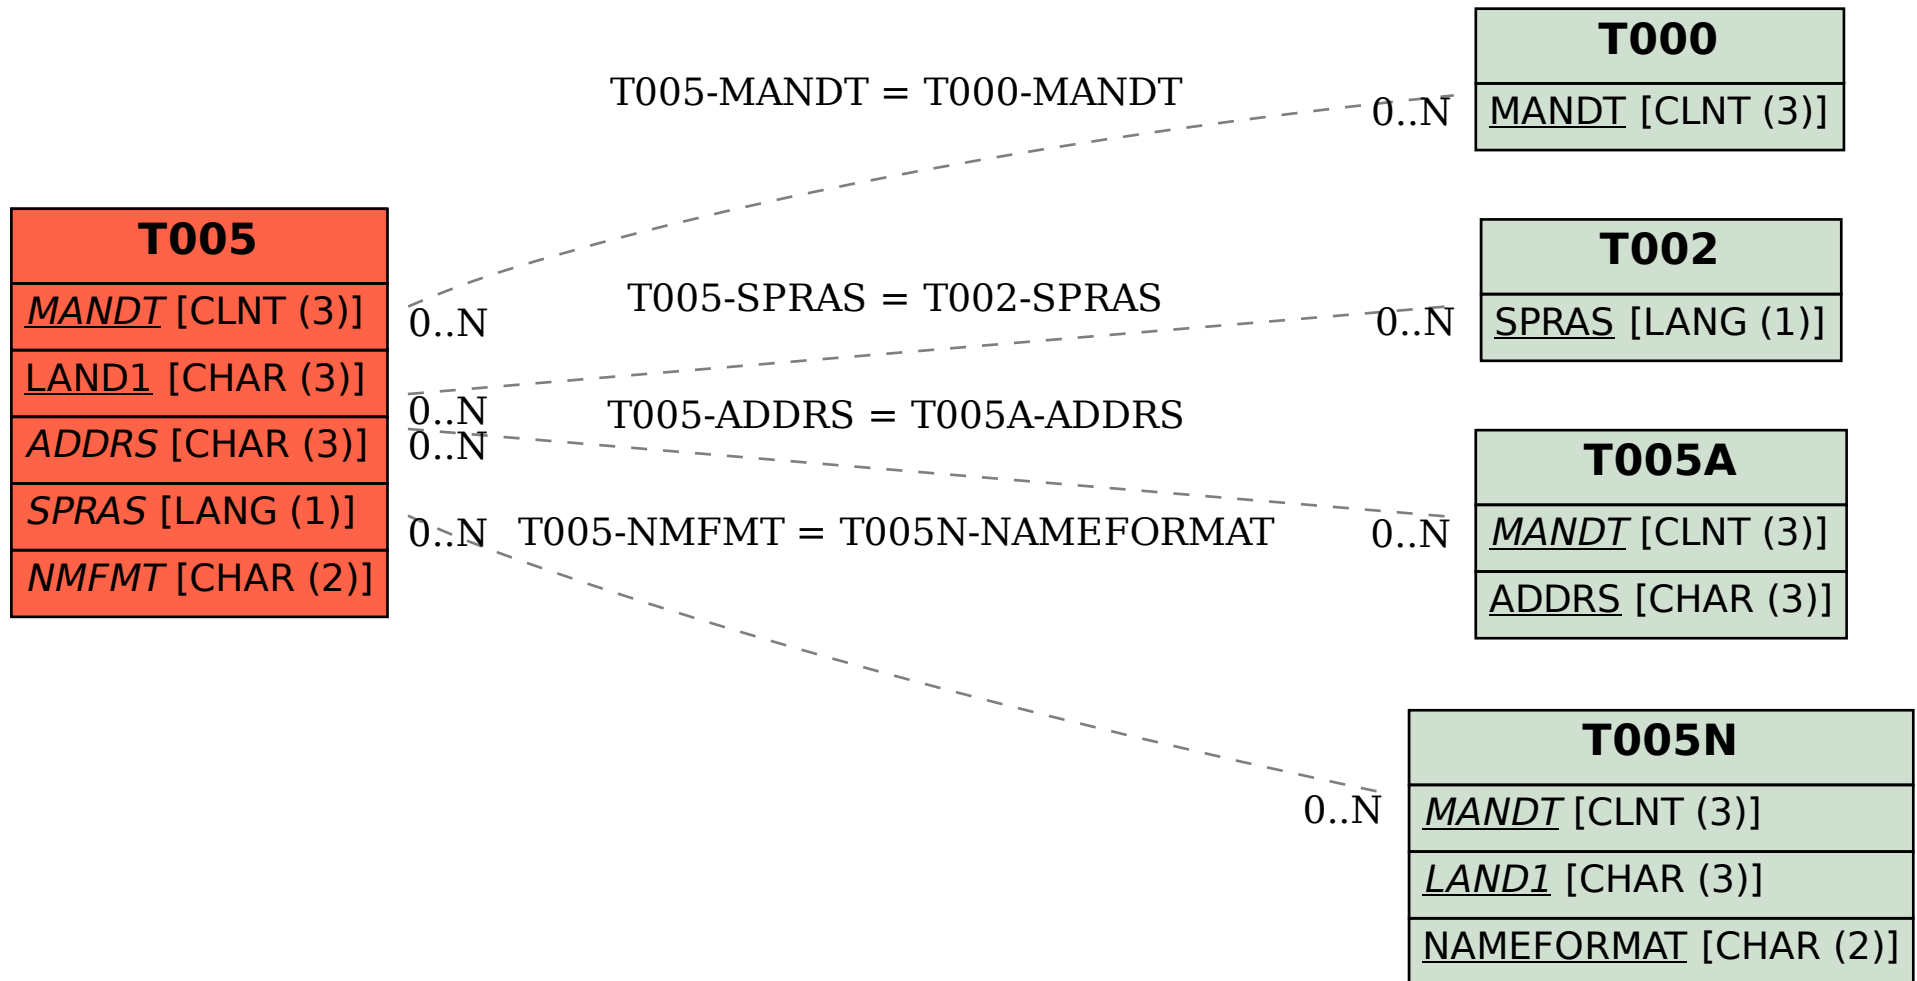 T000
MANDT [CLNT (3)]
T005-MANDT = T000-MANDT
0..N
0..N
T005
MANDT [CLNT (3)]
LAND1 [CHAR (3)]
ADDRS [CHAR (3)]
SPRAS [LANG (1)]
NMFMT [CHAR (2)]
T005-SPRAS = T002-SPRAS
0..N
0..N
T002
SPRAS [LANG (1)]
T005-ADDRS = T005A-ADDRS
0..N
0..N
T005A
MANDT [CLNT (3)]
ADDRS [CHAR (3)]
T005-NMFMT = T005N-NAMEFORMAT
0..N
0..N
T005N
MANDT [CLNT (3)]
LAND1 [CHAR (3)]
NAMEFORMAT [CHAR (2)]